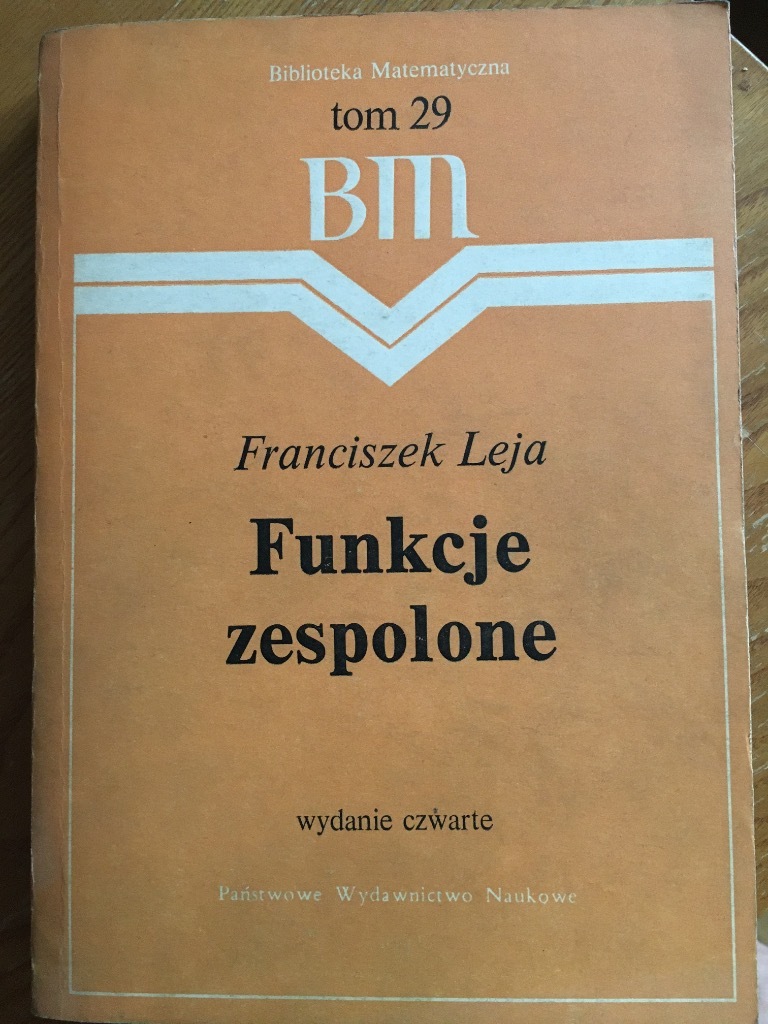 Biblioteka Matematyczna
tom 29
BM
Franciszek Leja
Funkcje
zespolone
wydanie czwarte
Państwowe Wydawnictwo Naukowe